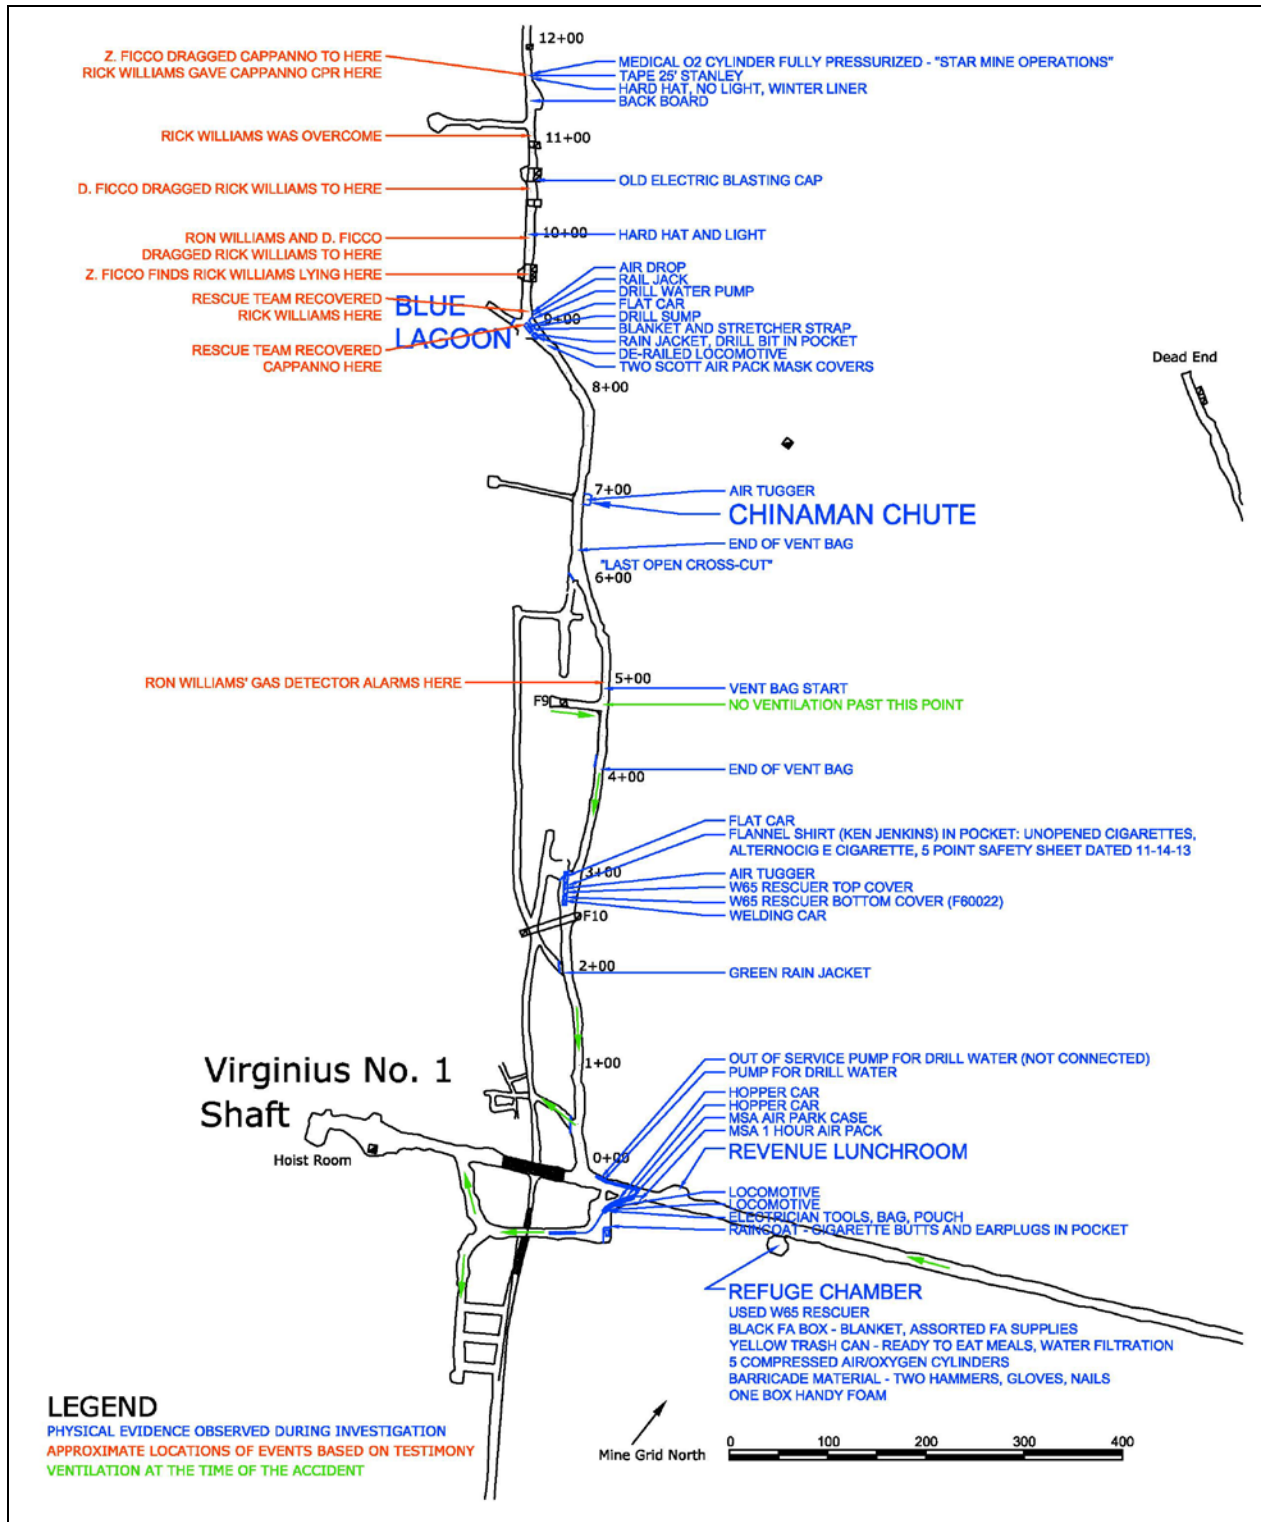 12+00
Z. FICCO DRAGGED CAPPANNO TO HERE
RICK WILLIAMS GAVE CAPPANNO CPR HERE
MEDICAL O2 CYLINDER FULLY PRESSURIZED - "STAR MINE OPERATIONS"
TAPE 25' STANLEY
HARD HAT, NO LIGHT, WINTER LINER
BACK BOARD
RICK WILLIAMS WAS OVERCOME
11+00
D. FICCO DRAGGED RICK WILLIAMS TO HERE
OLD ELECTRIC BLASTING CAP
RON WILLIAMS AND D. FICCO
DRAGGED RICK WILLIAMS TO HERE
10+00
HARD HAT AND LIGHT
Z. FICCO FINDS RICK WILLIAMS LYING HERE
RESCUE TEAM RECOVERED
RICK WILLIAMS HERE
BLUE
LAGOON
9+00
RESCUE TEAM RECOVERED
CAPPANNO HERE
AIR DROP
RAIL JACK
DRILL WATER PUMP
FLAT CAR
DRILL SUMP
BLANKET AND STRETCHER STRAP
RAIN JACKET, DRILL BIT IN POCKET
DE-RAILED LOCOMOTIVE
TWO SCOTT AIR PACK MASK COVERS
Dead End
8+00
7+00
AIR TUGGER
CHINAMAN CHUTE
END OF VENT BAG
"LAST OPEN CROSS-CUT"
6+00
RON WILLIAMS' GAS DETECTOR ALARMS HERE
5+00
VENT BAG START
F9
NO VENTILATION PAST THIS POINT
END OF VENT BAG
4+00
FLAT CAR
FLANNEL SHIRT (KEN JENKINS) IN POCKET: UNOPENED CIGARETTES,
ALTERNOCIG E CIGARETTE, 5 POINT SAFETY SHEET DATED 11-14-13
3+00
AIR TUGGER
W65 RESCUER TOP COVER
W65 RESCUER BOTTOM COVER (F60022)
WELDING CAR
F10
2+00
GREEN RAIN JACKET
1+00
OUT OF SERVICE PUMP FOR DRILL WATER (NOT CONNECTED)
PUMP FOR DRILL WATER
HOPPER CAR
HOPPER CAR
MSA AIR PARK CASE
MSA 1 HOUR AIR PACK
Virginius No. 1
Shaft
Hoist Room
0+00
REVENUE LUNCHROOM
LOCOMOTIVE
LOCOMOTIVE
ELECTRICIAN TOOLS, BAG, POUCH
RAINCOAT - CIGARETTE BUTTS AND EARPLUGS IN POCKET
REFUGE CHAMBER
USED W65 RESCUER
BLACK FA BOX - BLANKET, ASSORTED FA SUPPLIES
YELLOW TRASH CAN - READY TO EAT MEALS, WATER FILTRATION
5 COMPRESSED AIR/OXYGEN CYLINDERS
BARRICADE MATERIAL - TWO HAMMERS, GLOVES, NAILS
ONE BOX HANDY FOAM
LEGEND
PHYSICAL EVIDENCE OBSERVED DURING INVESTIGATION
APPROXIMATE LOCATIONS OF EVENTS BASED ON TESTIMONY
VENTILATION AT THE TIME OF THE ACCIDENT
Mine Grid North
0 100 200 300 400